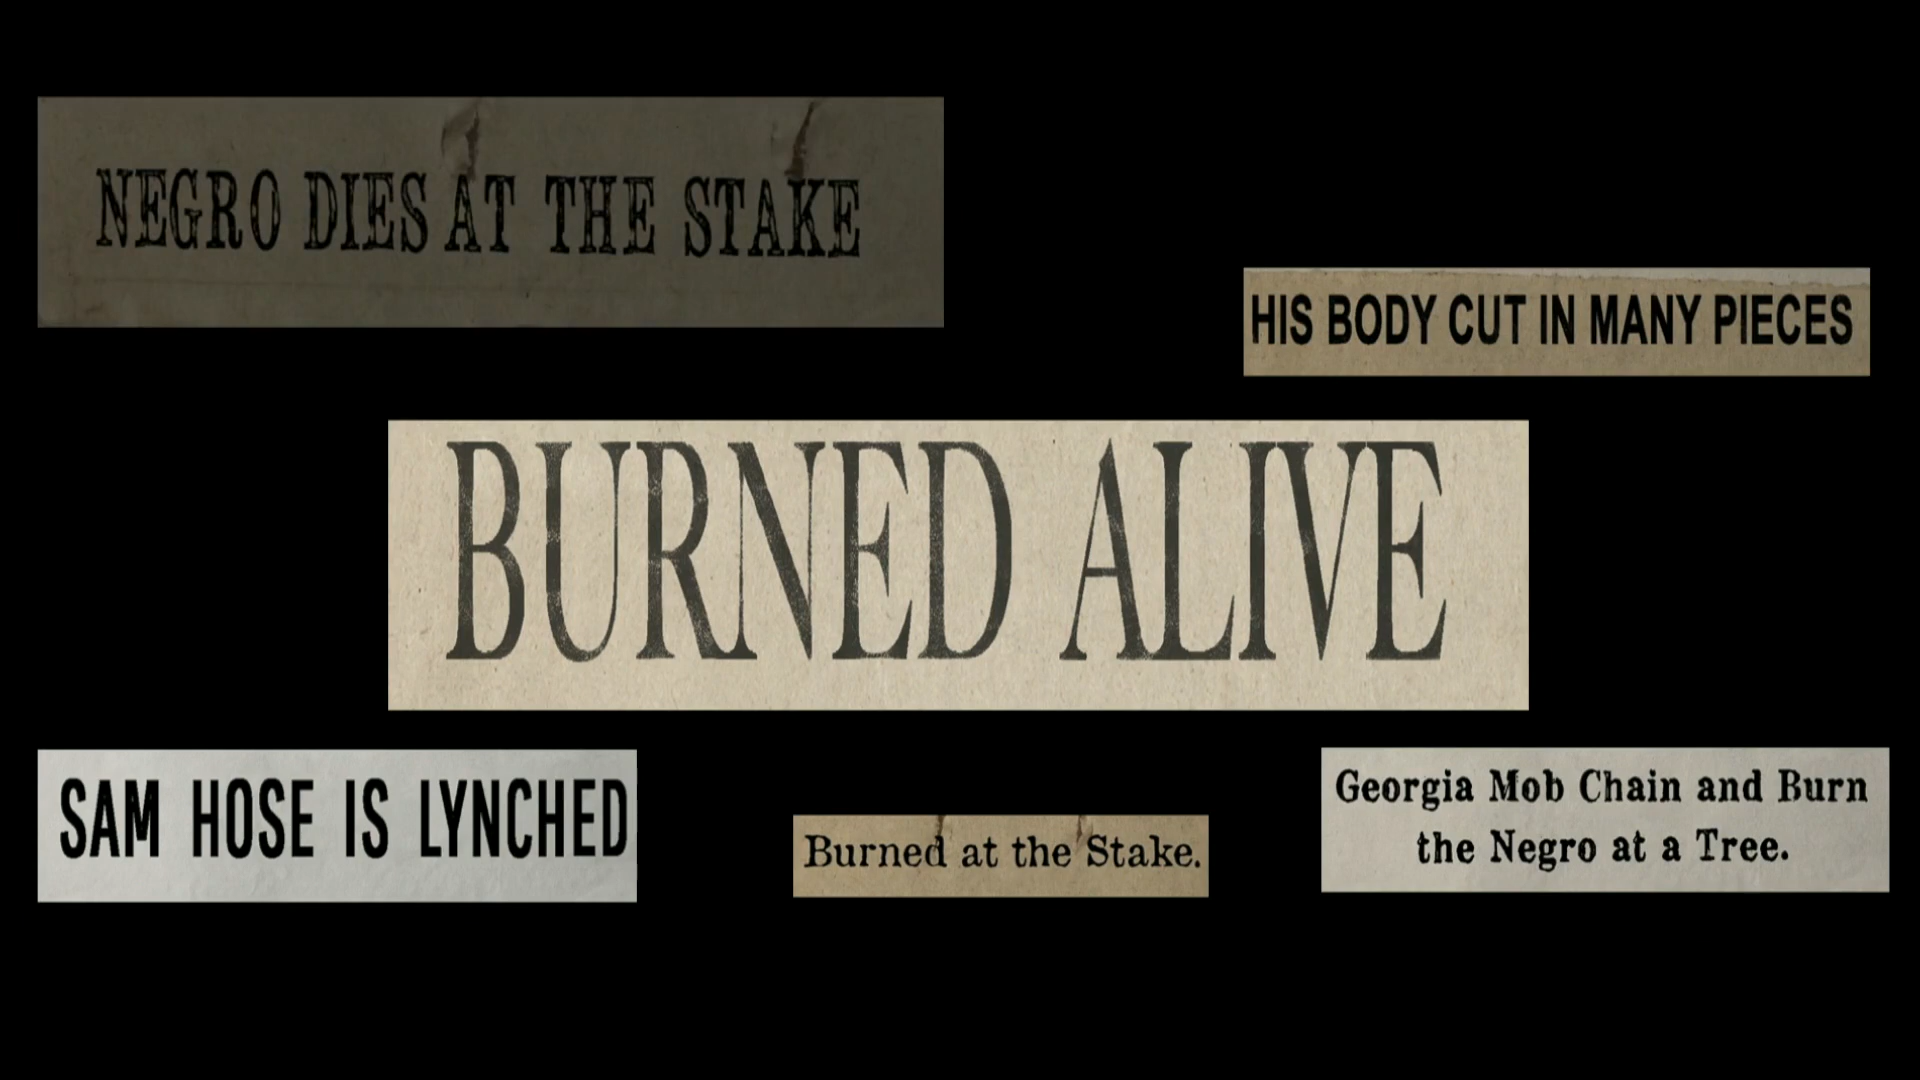 NEGRO DIES AT THE STAKE
HIS BODY CUT IN MANY PIECES
BURNED ALIVE
SAM HOSE IS LYNCHED
Burned at the Stake.
Georgia Mob Chain and Burn
the Negro at a Tree.